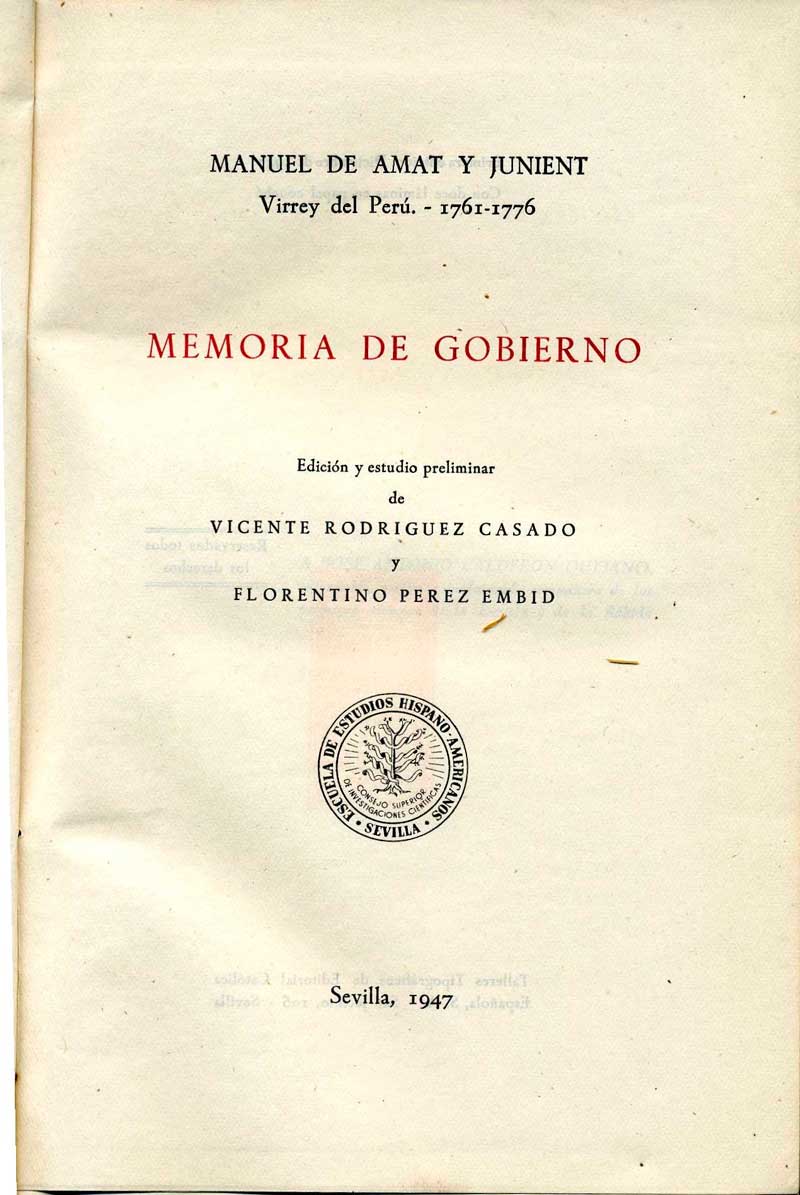 MANUEL DE AMAT Y JUNIENT
Virrey del Perú. - 1761-1776
MEMORIA DE GOBIERNO
Edición y estudio preliminar
de
VICENTE RODRIGUEZ CASADO
y
FLORENTINO PEREZ EMBID
ESCUELA DE ESTUDIOS HISPANO-AMERICANOS
CONSEJO SUPERIOR
DE INVESTIGACIONES CIENTIFICAS
• SEVILLA •
Sevilla, 1947